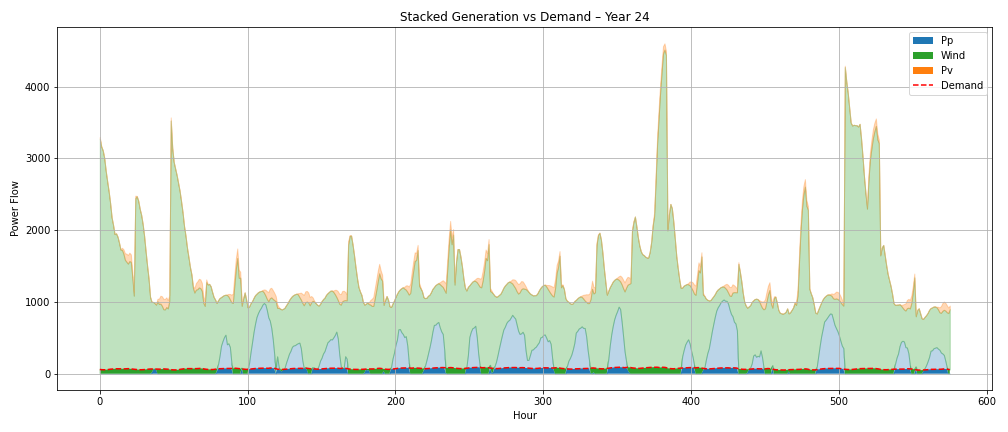 Stacked Generation vs Demand – Year 24
Pp
Wind
Pv
Demand
Power Flow
4000
3000
2000
1000
0
0 100 200 300 400 500 600
Hour